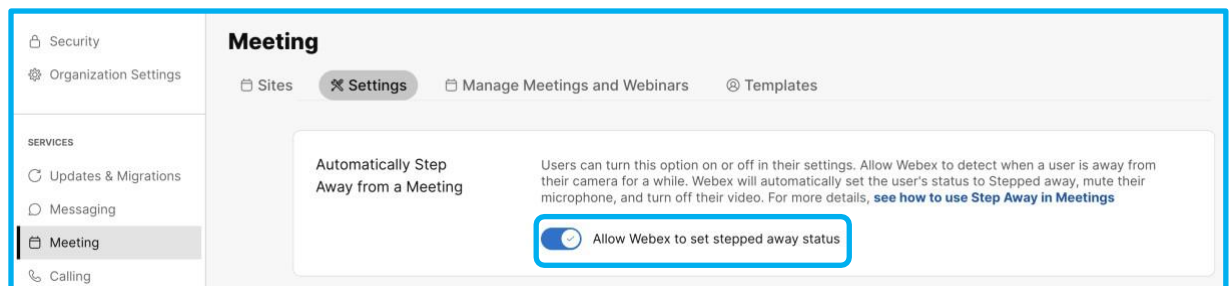 Security
Organization Settings
SERVICES
Updates & Migrations
Messaging
Meeting
Calling
Meeting
Sites
Settings
Manage Meetings and Webinars
Templates
Automatically Step
Away from a Meeting
Users can turn this option on or off in their settings. Allow Webex to detect when a user is away from
their camera for a while. Webex will automatically set the user's status to Stepped away, mute their
microphone, and turn off their video. For more details, see how to use Step Away in Meetings
Allow Webex to set stepped away status